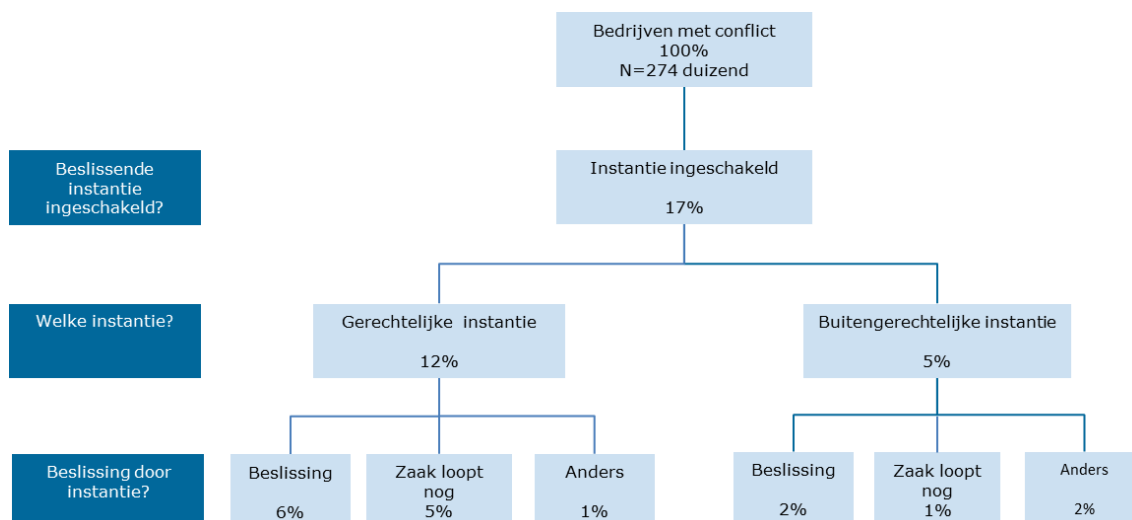 Bedrijven met conflict
100%
N=274 duizend
Beslissende
instantie
ingeschakeld?
Instantie ingeschakeld
17%
Welke instantie?
Gerechtelijke instantie
12%
Buitengerechtelijke instantie
5%
Beslissing door
instantie?
Beslissing
6%
Zaak loopt
nog
5%
Anders
1%
Beslissing
2%
Zaak loopt
nog
1%
Anders
2%